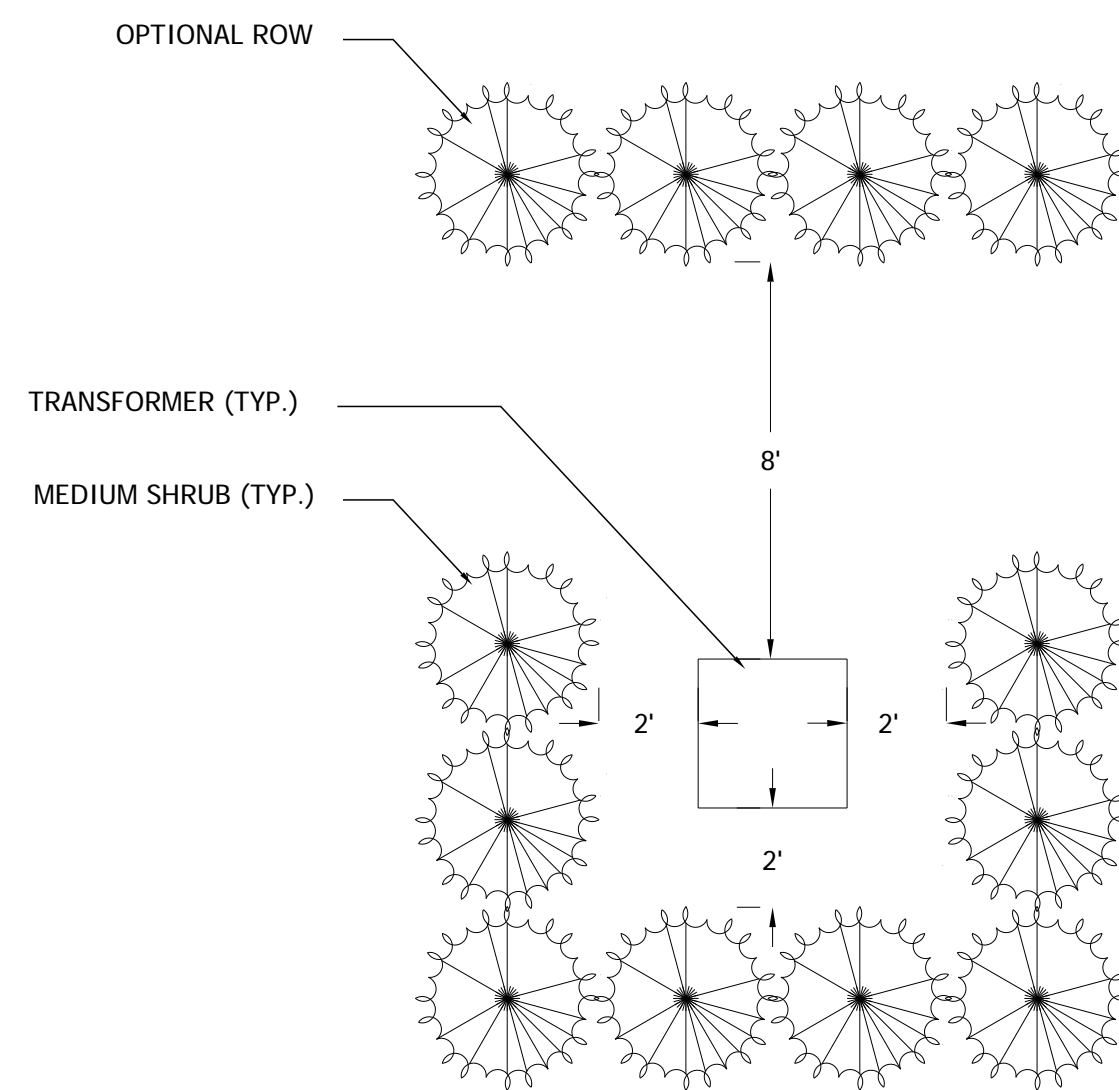 OPTIONAL ROW
TRANSFORMER (TYP.)
8'
MEDIUM SHRUB (TYP.)
2' 2'
2'